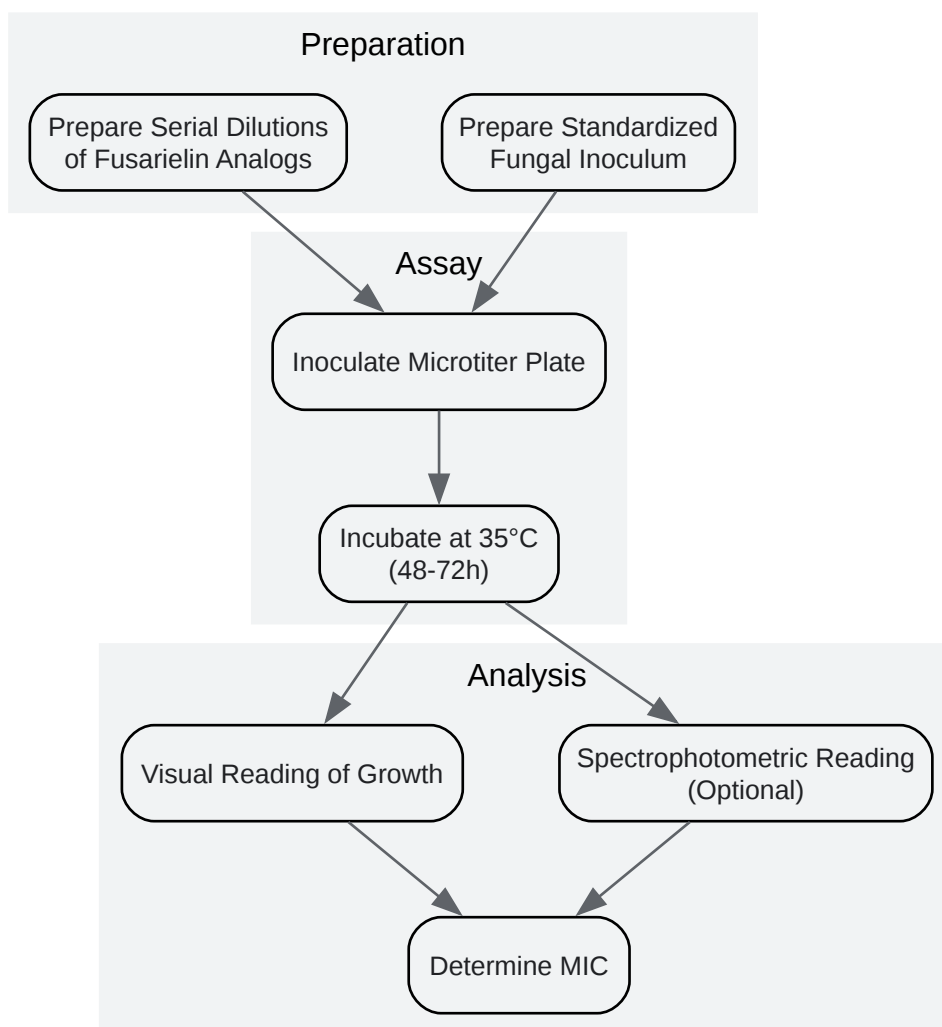 Preparation
Prepare Serial Dilutions
of Fusarielin Analogs
Prepare Standardized
Fungal Inoculum
Assay
Inoculate Microtiter Plate
Incubate at 35°C
(48-72h)
Analysis
Visual Reading of Growth
Spectrophotometric Reading
(Optional)
Determine MIC